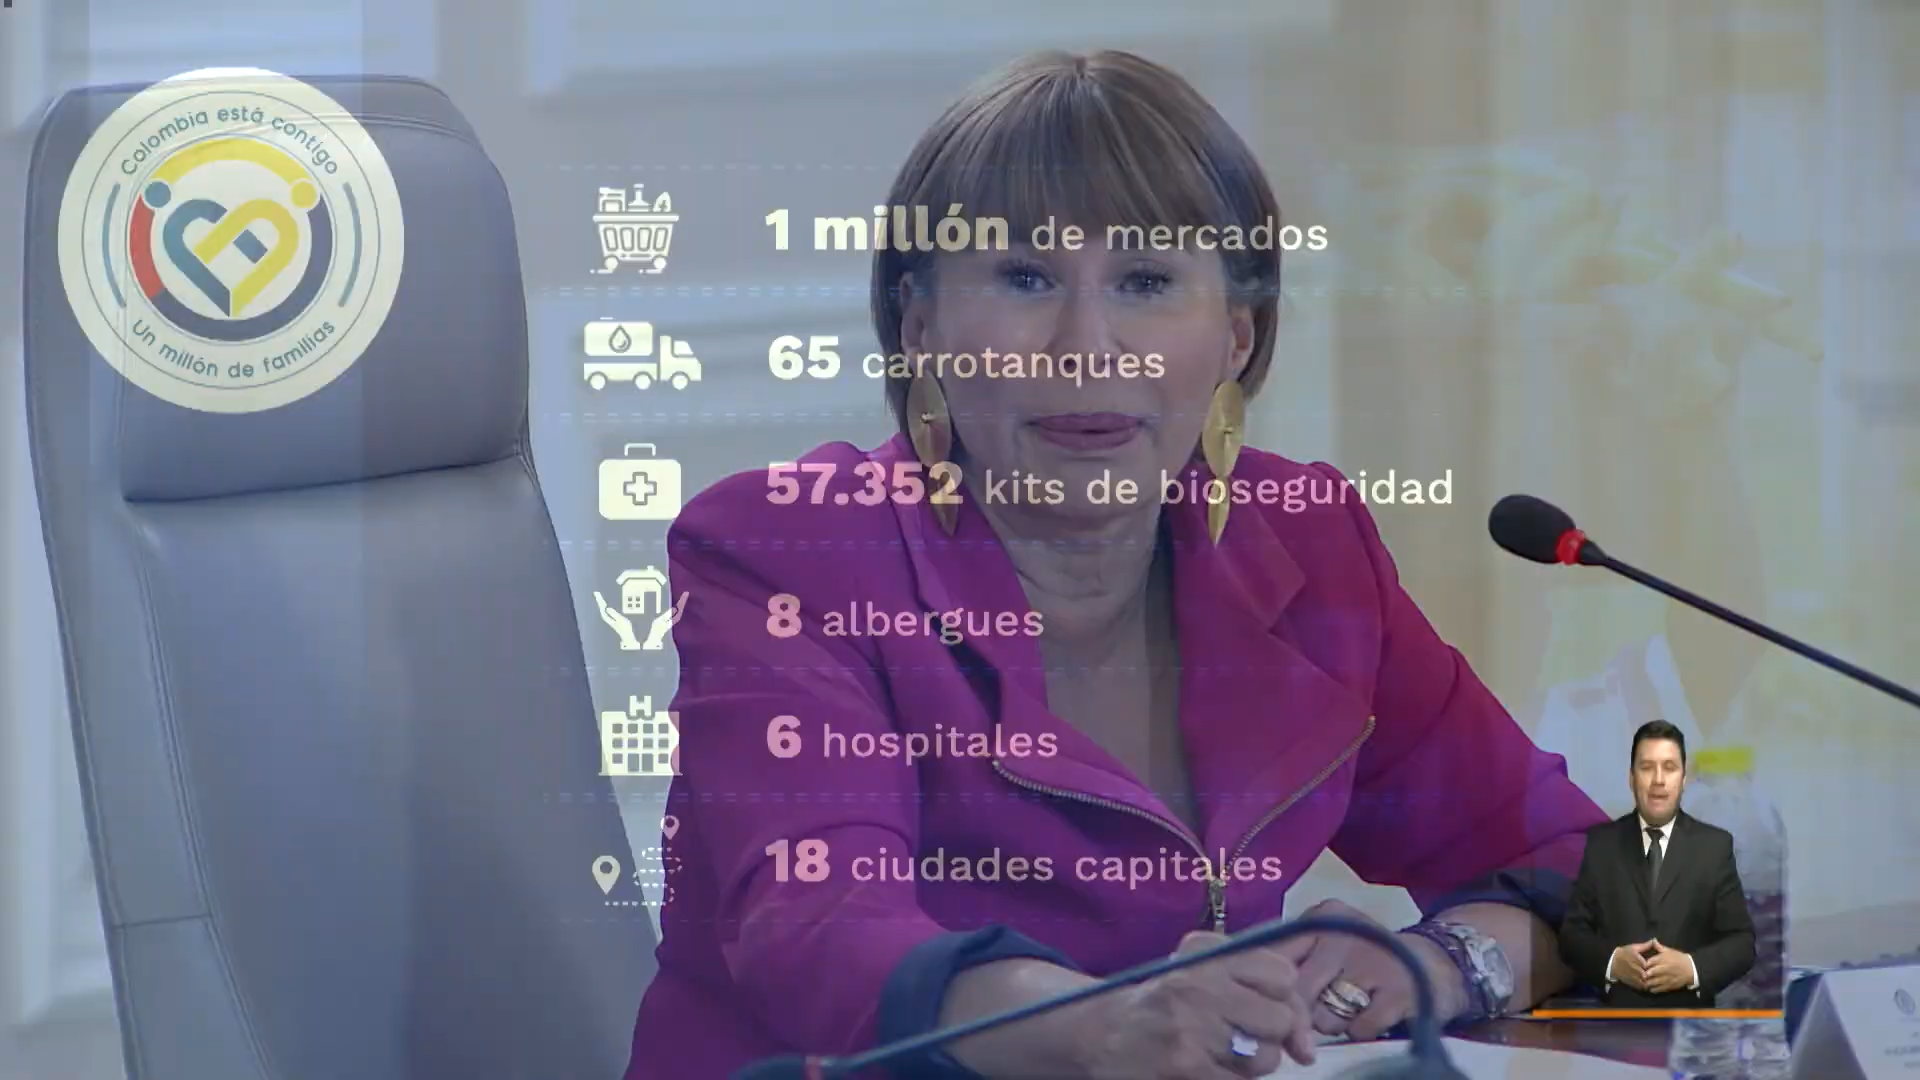 Colombia está contigo
Un millón de familias
1 millón de mercados
65 carrotanques
57.352 kits de bioseguridad
8 albergues
6 hospitales
18 ciudades capitales
H